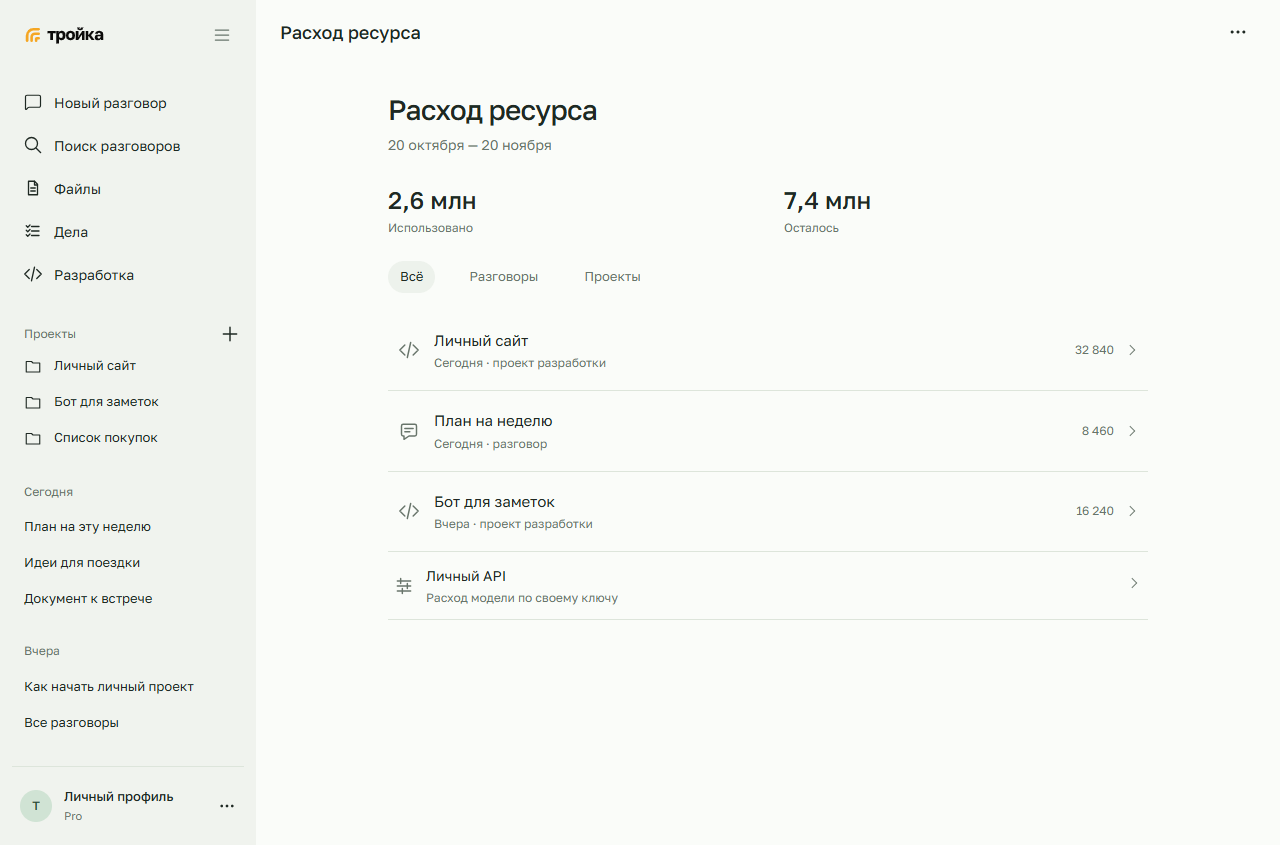 тройка
Новый разговор
Поиск разговоров
Файлы
Дела
Разработка
Проекты
Личный сайт
Бот для заметок
Список покупок
Сегодня
План на эту неделю
Идеи для поездки
Документ к встрече
Вчера
Как начать личный проект
Все разговоры
Т
Личный профиль
Pro
Расход ресурса
Расход ресурса
20 октября — 20 ноября
2,6 млн
Использовано
7,4 млн
Осталось
Всё Разговоры Проекты
Личный сайт
Сегодня · проект разработки
32 840
План на неделю
Сегодня · разговор
8 460
Бот для заметок
Вчера · проект разработки
16 240
Личный API
Расход модели по своему ключу